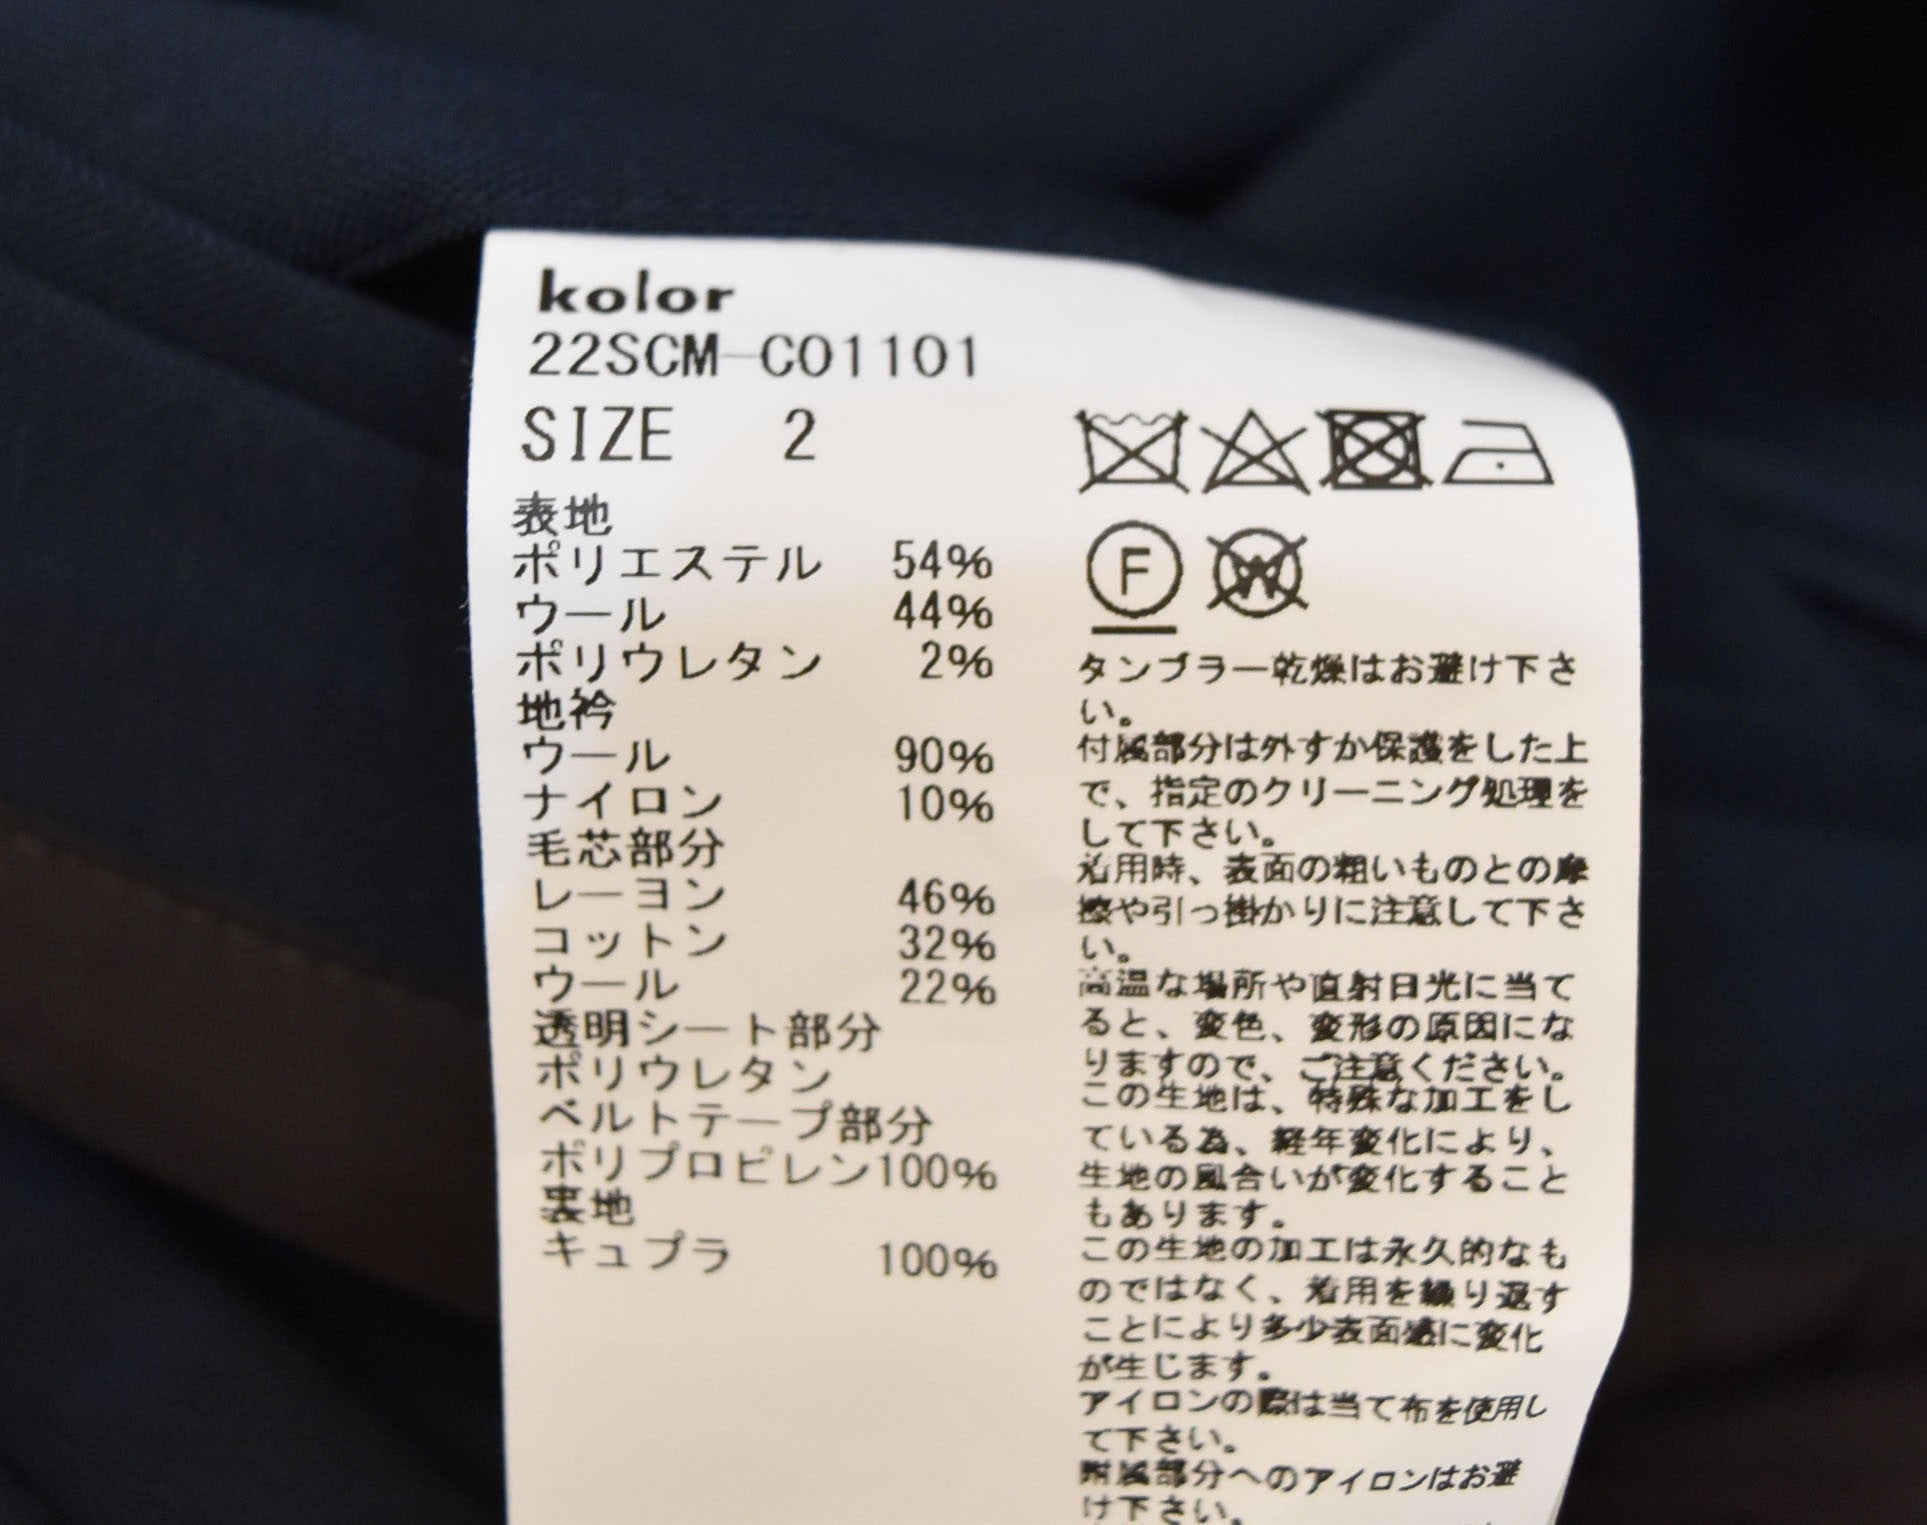 kolor
22SCM-C01101
SIZE 2
表地
ポリエステル 54%
ウール 44%
ポリウレタン 2%
地衿
ウール 90%
ナイロン 10%
毛芯部分
レーヨン 46%
コットン 32%
ウール 22%
透明シート部分
ポリウレタン
ベルトテープ部分
ポリプロピレン100%
裏地
キュプラ 100%
F
W
タンブラー乾燥はお避け下さ
い。
付属部分は外すか保護をした上
で、指定のクリーニング処理を
して下さい。
着用時、表面の粗いものとの摩
擦や引っ掛かりに注意して下さ
い。
高温な場所や直射日光に当て
ると、変色、変形の原因にな
りますので、ご注意ください。
この生地は、特殊な加工をし
ている為、経年変化により、
生地の風合いが変化すること
もあります。
この生地の加工は永久的なも
のではなく、着用を繰り返す
ことにより多少表面感に変化
が生じます。
アイロンの際は当て布を使用し
て下さい。
附属部分へのアイロンはお避
け下さい。